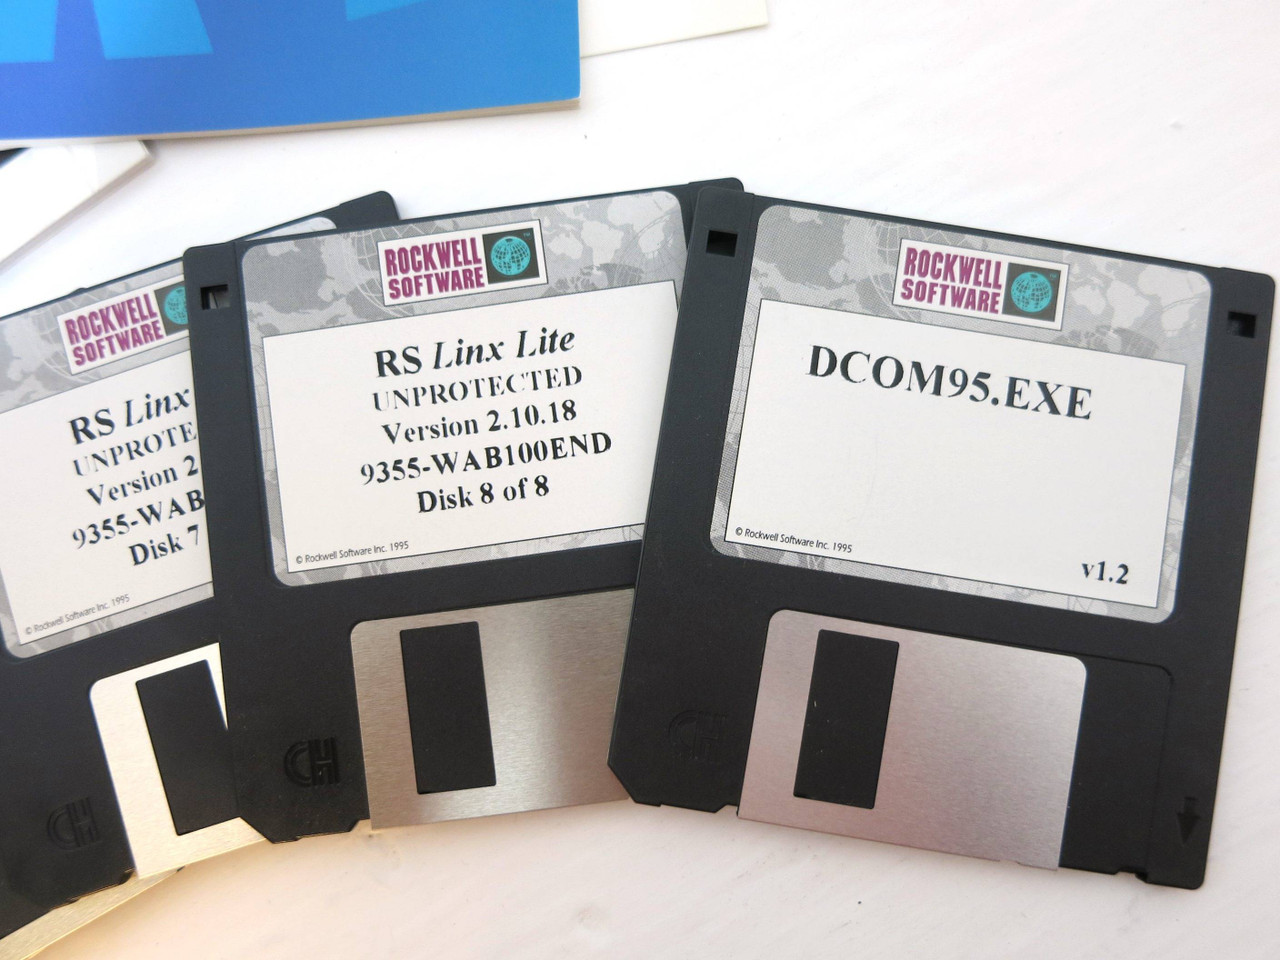 ROCKWELL
SOFTWARE
RS Linx
UNPROTE
Version 2
9355-WAB
Disk 7
© Rockwell Software Inc. 1995
ROCKWELL
SOFTWARE
TM
RS Linx Lite
UNPROTECTED
Version 2.10.18
9355-WAB100END
Disk 8 of 8
© Rockwell Software Inc. 1995
ROCKWELL
SOFTWARE
DCOM95.EXE
© Rockwell Software Inc. 1995
v1.2